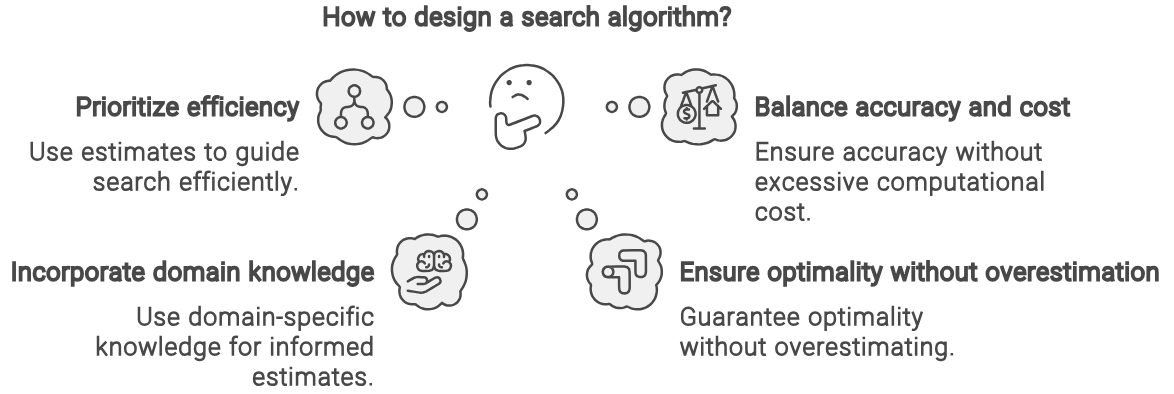 How to design a search algorithm?
Prioritize efficiency
Use estimates to guide
search efficiently.
Balance accuracy and cost
Ensure accuracy without
excessive computational
cost.
Incorporate domain knowledge
Use domain-specific
knowledge for informed
estimates.
Ensure optimality without overestimation
Guarantee optimality
without overestimating.